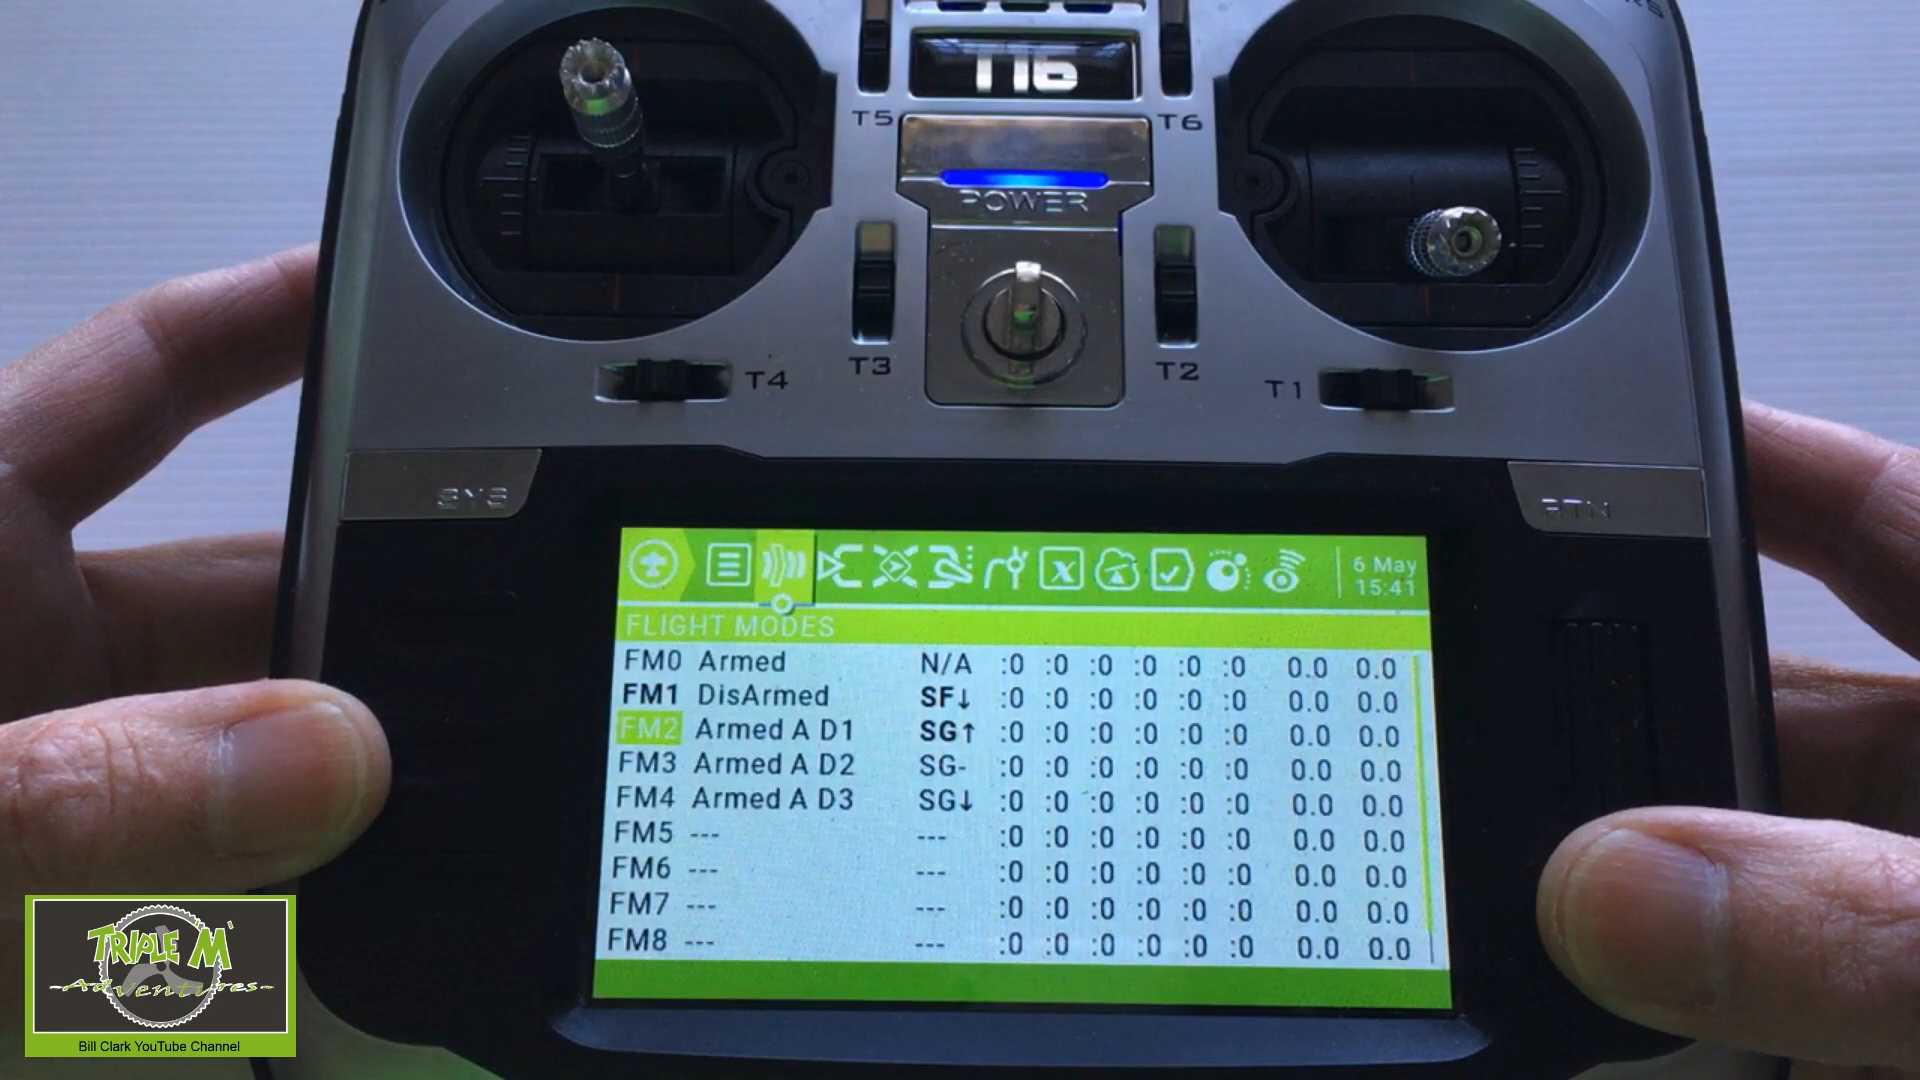 T16
T5
T6
POWER
T3
T2
T4
T1
SYS
RTN
6 May
15:41
FLIGHT MODES
FM0 Armed N/A :0 :0 :0 :0 :0 :0 0.0 0.0
FM1 DisArmed SF↓ :0 :0 :0 :0 :0 :0 0.0 0.0
FM2 Armed A D1 SG↑ :0 :0 :0 :0 :0 :0 0.0 0.0
FM3 Armed A D2 SG- :0 :0 :0 :0 :0 :0 0.0 0.0
FM4 Armed A D3 SG↓ :0 :0 :0 :0 :0 :0 0.0 0.0
FM5 --- --- :0 :0 :0 :0 :0 :0 0.0 0.0
FM6 --- --- :0 :0 :0 :0 :0 :0 0.0 0.0
FM7 --- --- :0 :0 :0 :0 :0 :0 0.0 0.0
FM8 --- --- :0 :0 :0 :0 :0 :0 0.0 0.0
TRIPLE M'
-Adventures-
Bill Clark YouTube Channel